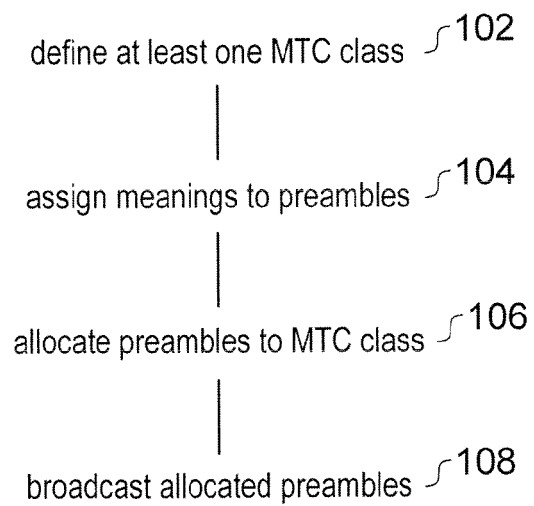 define at least one MTC class 102
assign meanings to preambles 104
allocate preambles to MTC class 106
broadcast allocated preambles 108